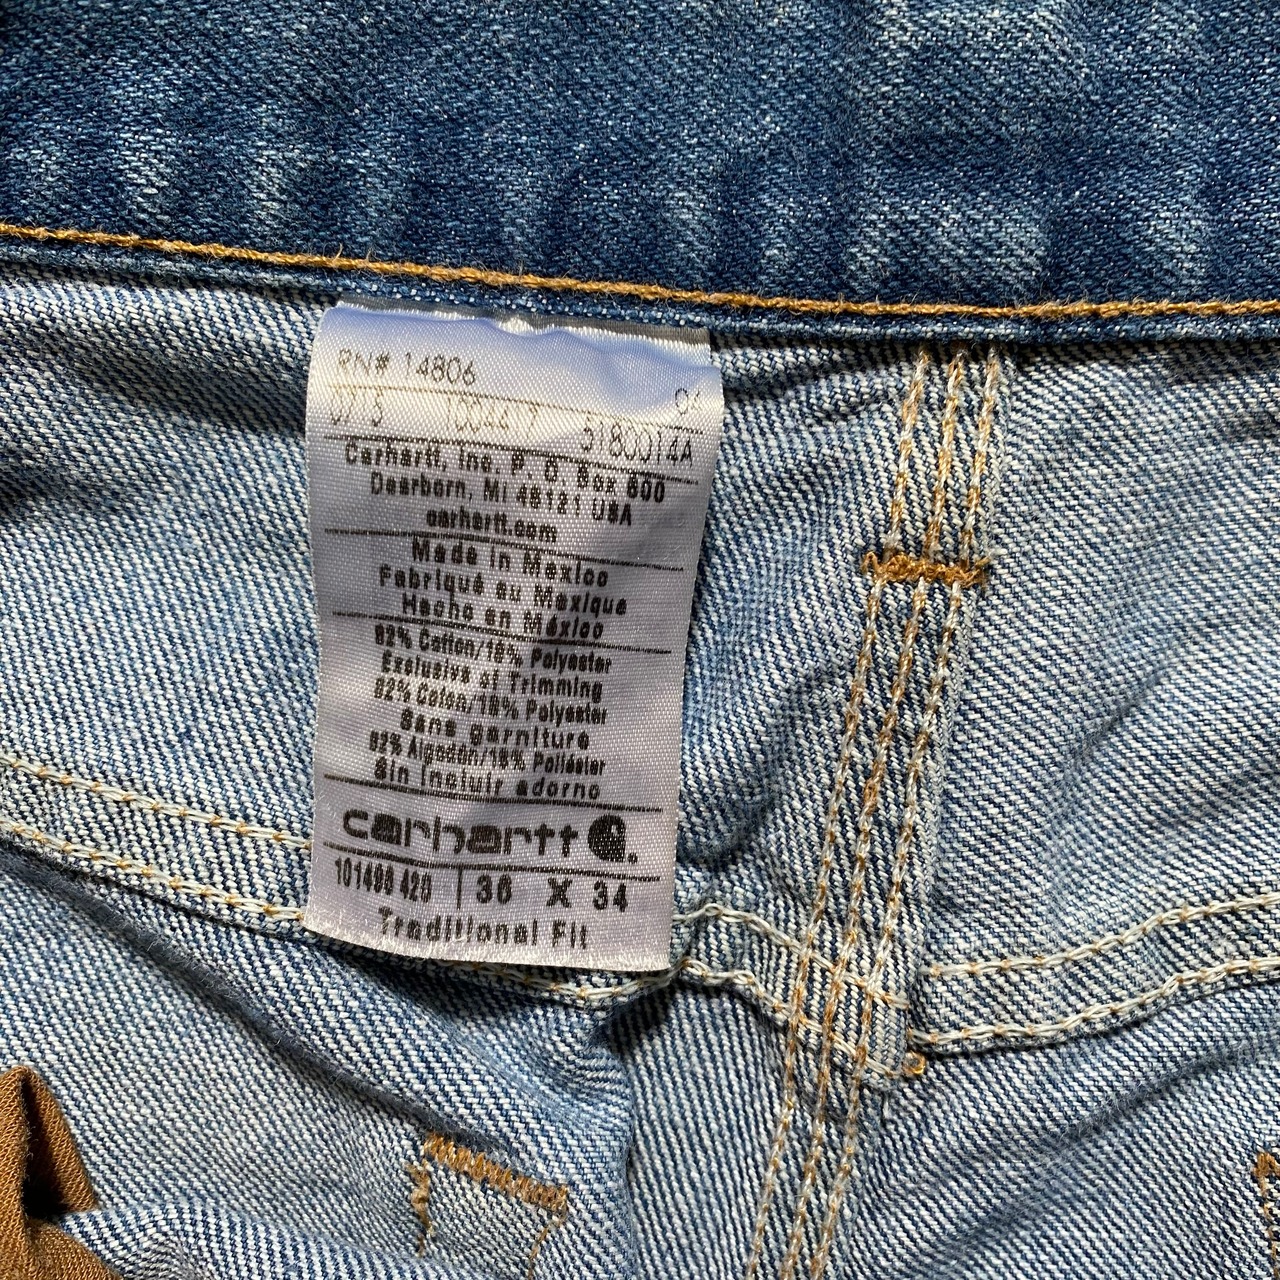 RN# 14806
5180014A
Carhartt, Inc. P. O. Box 600
Dearborn, MI 48121 USA
carhartt.com
Made in Mexico
Fabriqué au Mexique
Hecho en México
82% Cotton/18% Polyester
Exclusive of Trimming
82% Coton/18% Polyester
Sans garniture
82% Algodón/18% Poliéster
Sin incluir adorno
carhartt
420 | 36 X 34
Traditional Fit